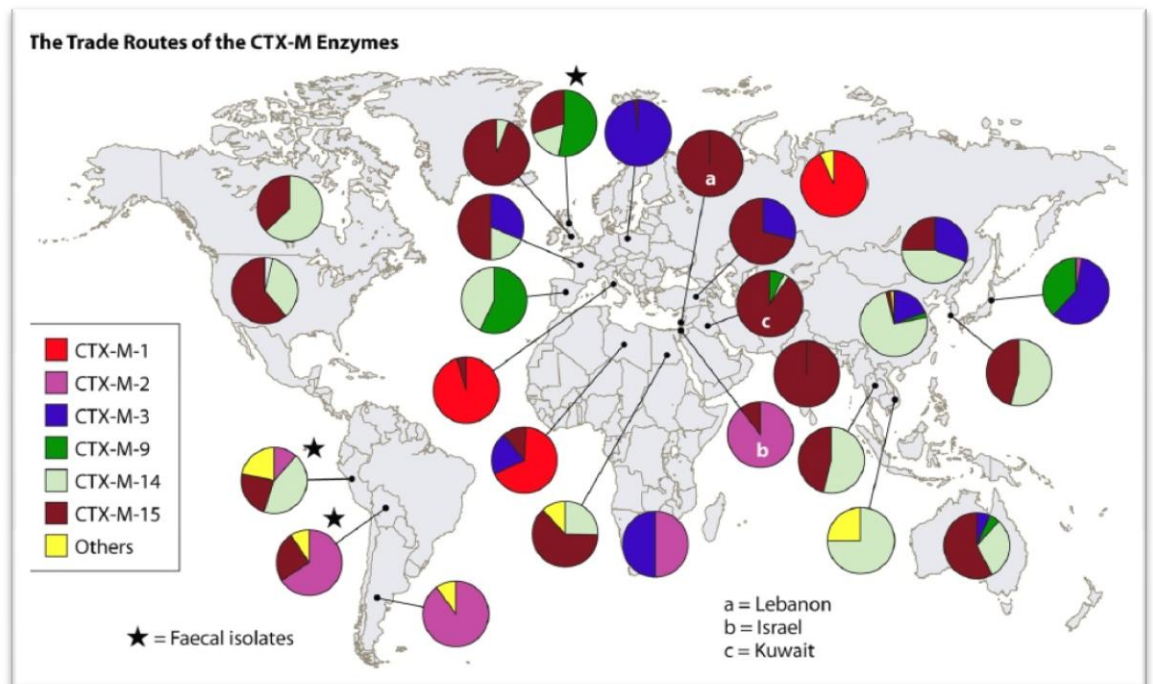 The Trade Routes of the CTX-M Enzymes
a
c
b
CTX-M-1
CTX-M-2
CTX-M-3
CTX-M-9
CTX-M-14
CTX-M-15
Others
★ = Faecal isolates
a = Lebanon
b = Israel
c = Kuwait